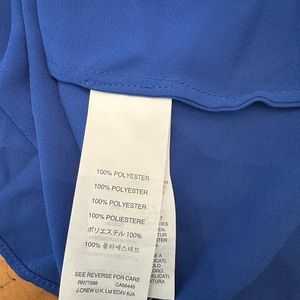 100% POLYESTER
100% POLYESTER
100% POLYESTER
100% POLIESTERE
ポリエステル 100%
100% 폴리에스테르
SEE REVERSE FOR CARE
RN77388 CA56445
J.CREW U.K. Ltd EC4V 6JA